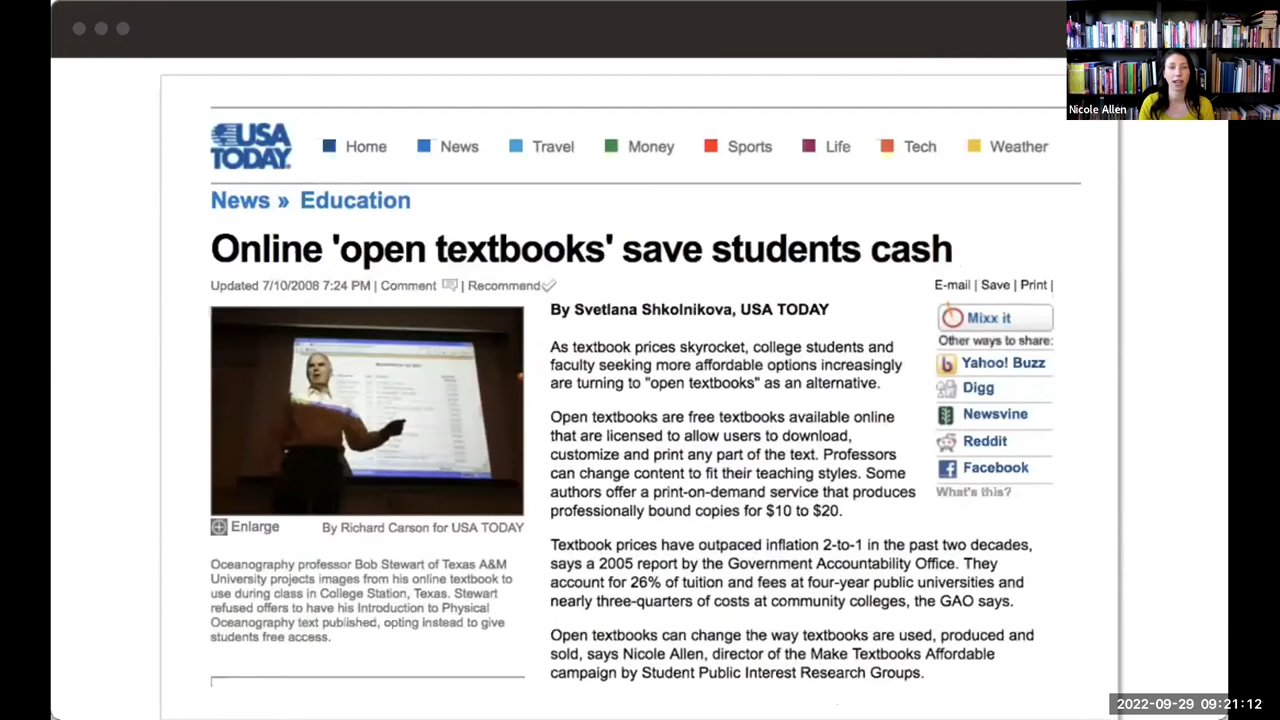 Nicole Allen
USA
TODAY
Home
News
Travel
Money
Sports
Life
Tech
Weather
News » Education
Online 'open textbooks' save students cash
Updated 7/10/2008 7:24 PM | Comment | Recommend
E-mail | Save | Print |
By Richard Carson for USA TODAY
Enlarge
Oceanography professor Bob Stewart of Texas A&M
University projects images from his online textbook to
use during class in College Station, Texas. Stewart
refused offers to have his Introduction to Physical
Oceanography text published, opting instead to give
students free access.
By Svetlana Shkolnikova, USA TODAY
As textbook prices skyrocket, college students and
faculty seeking more affordable options increasingly
are turning to "open textbooks" as an alternative.
Open textbooks are free textbooks available online
that are licensed to allow users to download,
customize and print any part of the text. Professors
can change content to fit their teaching styles. Some
authors offer a print-on-demand service that produces
professionally bound copies for $10 to $20.
Textbook prices have outpaced inflation 2-to-1 in the past two decades,
says a 2005 report by the Government Accountability Office. They
account for 26% of tuition and fees at four-year public universities and
nearly three-quarters of costs at community colleges, the GAO says.
Open textbooks can change the way textbooks are used, produced and
sold, says Nicole Allen, director of the Make Textbooks Affordable
campaign by Student Public Interest Research Groups.
Mixx it
Other ways to share:
Yahoo! Buzz
Digg
Newsvine
Reddit
Facebook
What's this?
2022-09-29 09:21:12